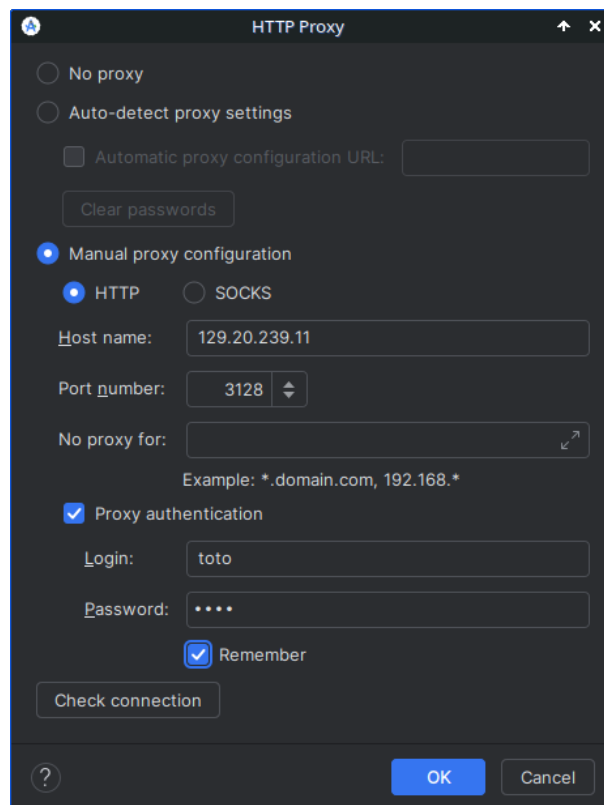 HTTP Proxy
No proxy
Auto-detect proxy settings
Automatic proxy configuration URL:
Clear passwords
Manual proxy configuration
HTTP SOCKS
Host name: 129.20.239.11
Port number: 3128
No proxy for:
Example: *.domain.com, 192.168.*
Proxy authentication
Login: toto
Password: ••••
Remember
Check connection
? OK Cancel